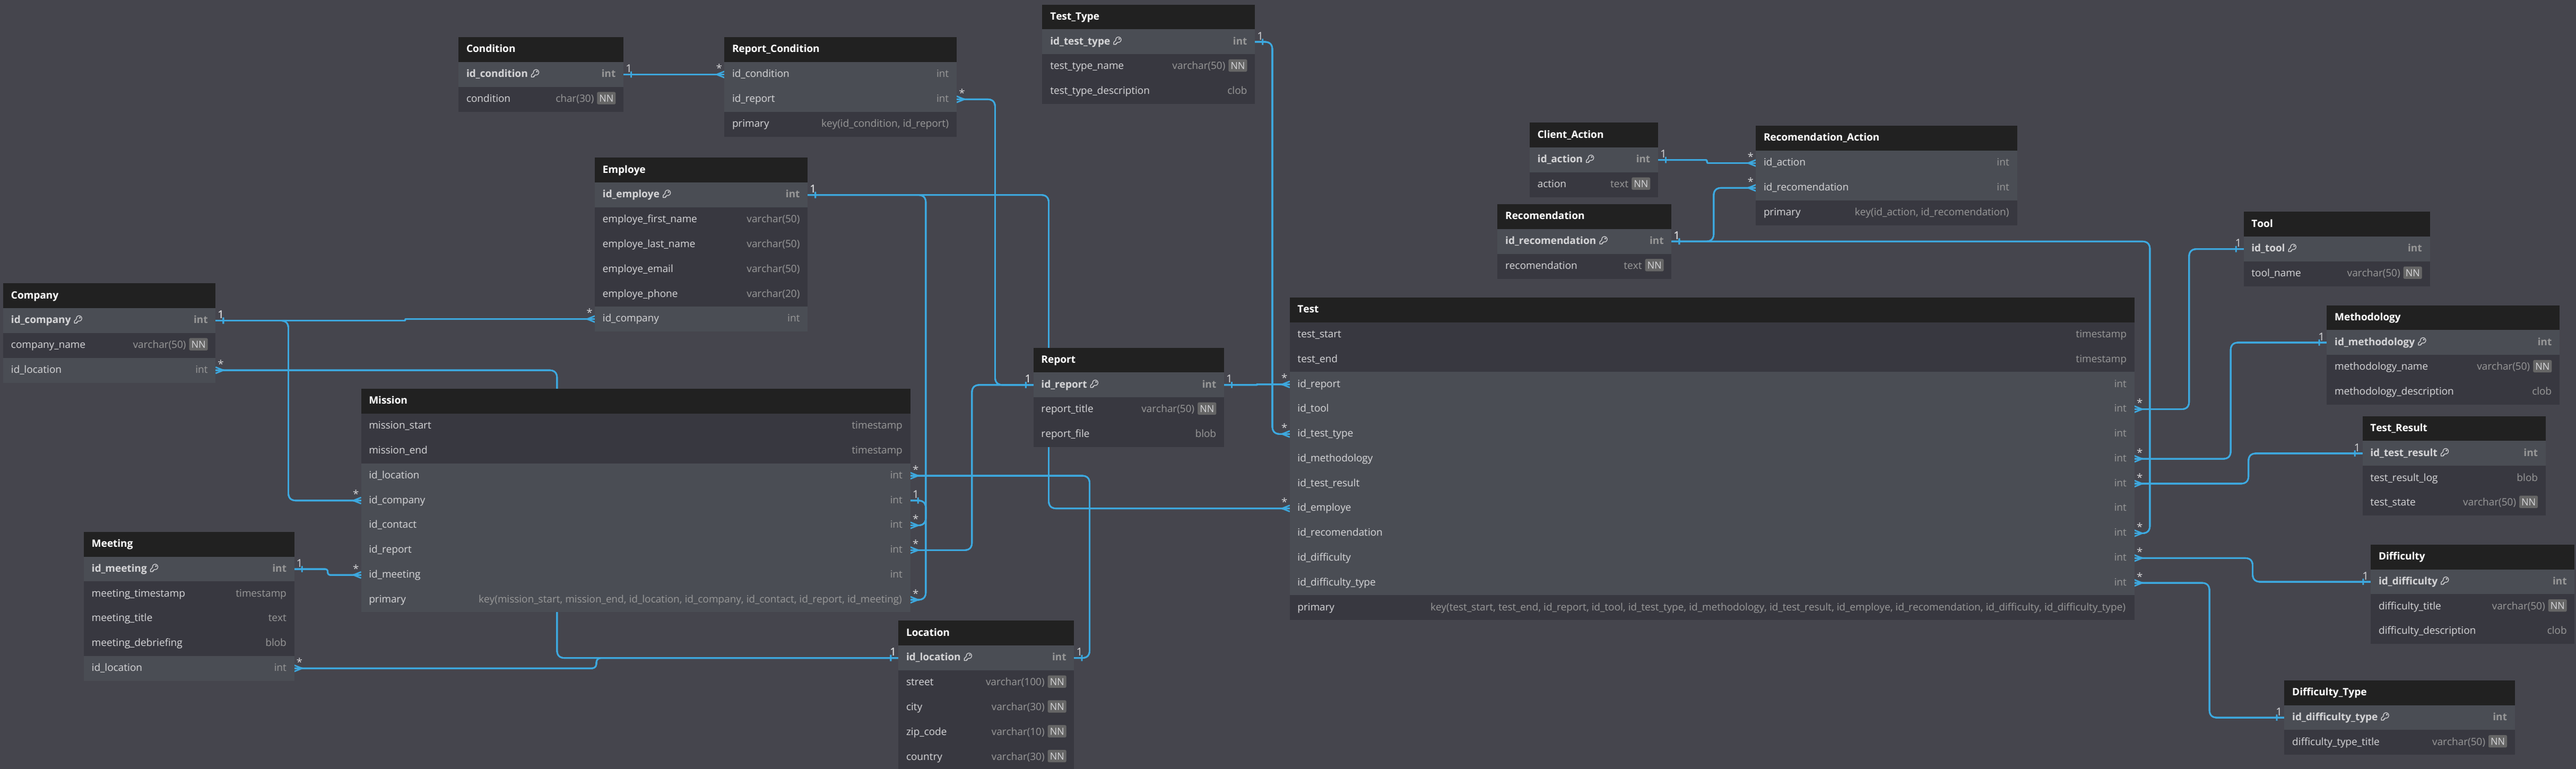 Test_Type
id_test_type int
test_type_name varchar(50) NN
test_type_description clob
Condition
id_condition int
condition char(30) NN
Report_Condition
id_condition int
id_report int
primary key(id_condition, id_report)
Client_Action
id_action int
action text NN
Recomendation_Action
id_action int
id_recomendation int
primary key(id_action, id_recomendation)
Employe
id_employe int
employe_first_name varchar(50)
employe_last_name varchar(50)
employe_email varchar(50)
employe_phone varchar(20)
id_company int
Recomendation
id_recomendation int
recomendation text NN
Tool
id_tool int
tool_name varchar(50) NN
Company
id_company int
company_name varchar(50) NN
id_location int
Test
test_start timestamp
test_end timestamp
id_report int
id_tool int
id_test_type int
id_methodology int
id_test_result int
id_employe int
id_recomendation int
id_difficulty int
id_difficulty_type int
primary key(test_start, test_end, id_report, id_tool, id_test_type, id_methodology, id_test_result, id_employe, id_recomendation, id_difficulty, id_difficulty_type)
Methodology
id_methodology int
methodology_name varchar(50) NN
methodology_description clob
Report
id_report int
report_title varchar(50) NN
report_file blob
Mission
mission_start timestamp
mission_end timestamp
id_location int
id_company int
id_contact int
id_report int
id_meeting int
primary key(mission_start, mission_end, id_location, id_company, id_contact, id_report, id_meeting)
Test_Result
id_test_result int
test_result_log blob
test_state varchar(50) NN
Meeting
id_meeting int
meeting_timestamp timestamp
meeting_title text
meeting_debriefing blob
id_location int
Difficulty
id_difficulty int
difficulty_title varchar(50) NN
difficulty_description clob
Location
id_location int
street varchar(100) NN
city varchar(30) NN
zip_code varchar(10) NN
country varchar(30) NN
Difficulty_Type
id_difficulty_type int
difficulty_type_title varchar(50) NN